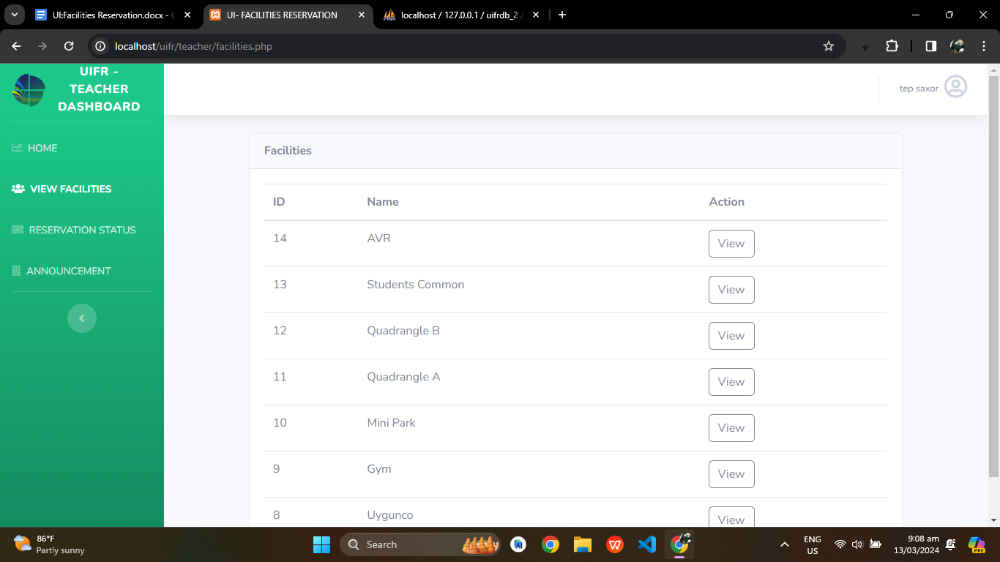 UI:Facilities Reservation.docx - G
UI- FACILITIES RESERVATION
localhost / 127.0.0.1 / uifrdb_2 /
localhost/uifr/teacher/facilities.php
UIFR -
TEACHER
DASHBOARD
tep saxor
HOME
VIEW FACILITIES
RESERVATION STATUS
ANNOUNCEMENT
Facilities
ID Name Action
14 AVR View
13 Students Common View
12 Quadrangle B View
11 Quadrangle A View
10 Mini Park View
9 Gym View
8 Uygunco View
86°F
Partly sunny
Search
ENG
US
9:08 am
13/03/2024
PRE